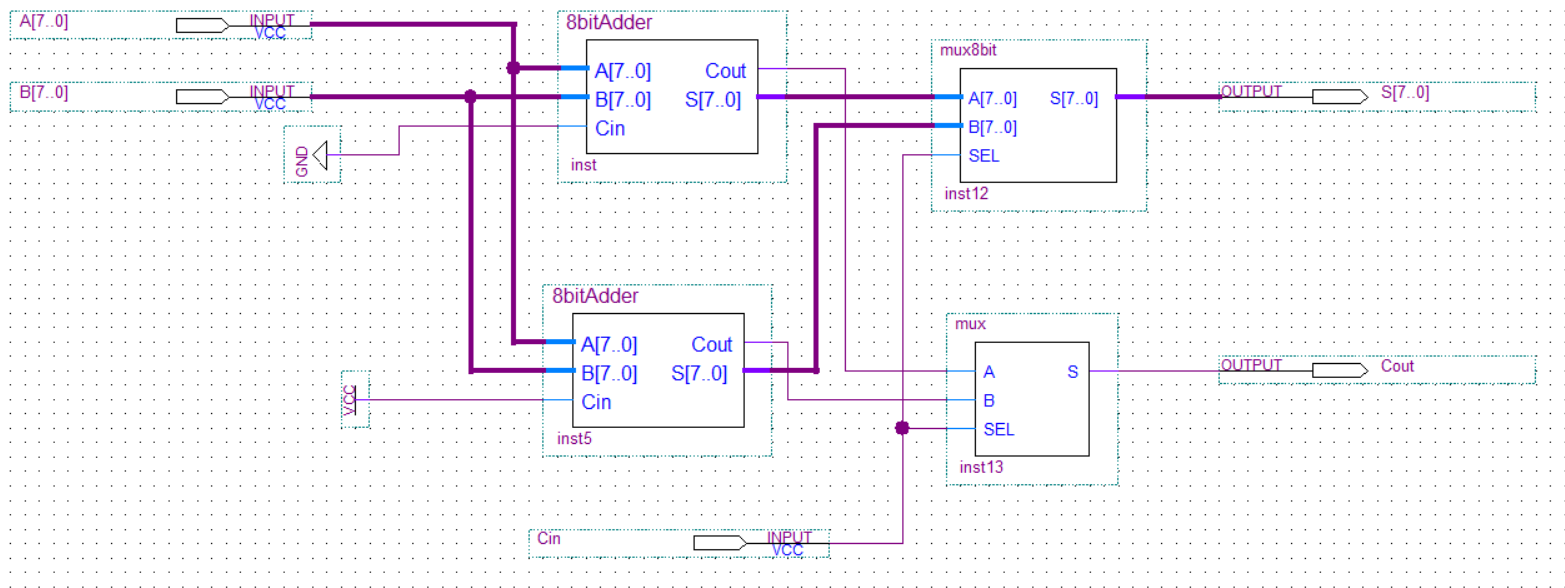 A[7..0]
INPUT
VCC
B[7..0]
INPUT
VCC
GND
8bitAdder
A[7..0]
Cout
B[7..0]
S[7..0]
Cin
inst
mux8bit
A[7..0]
S[7..0]
B[7..0]
SEL
inst12
OUTPUT
S[7..0]
8bitAdder
A[7..0]
Cout
B[7..0]
S[7..0]
Cin
inst5
VCC
mux
A
S
B
SEL
inst13
OUTPUT
Cout
Cin
INPUT
VCC